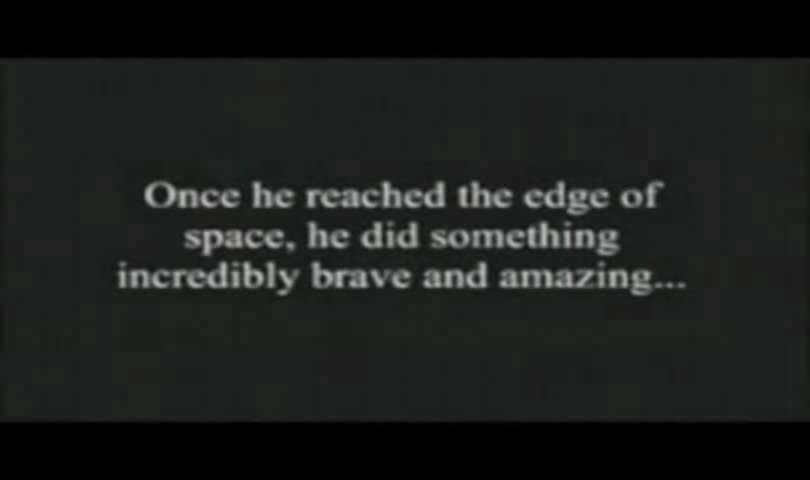 Once he reached the edge of
space, he did something
incredibly brave and amazing...